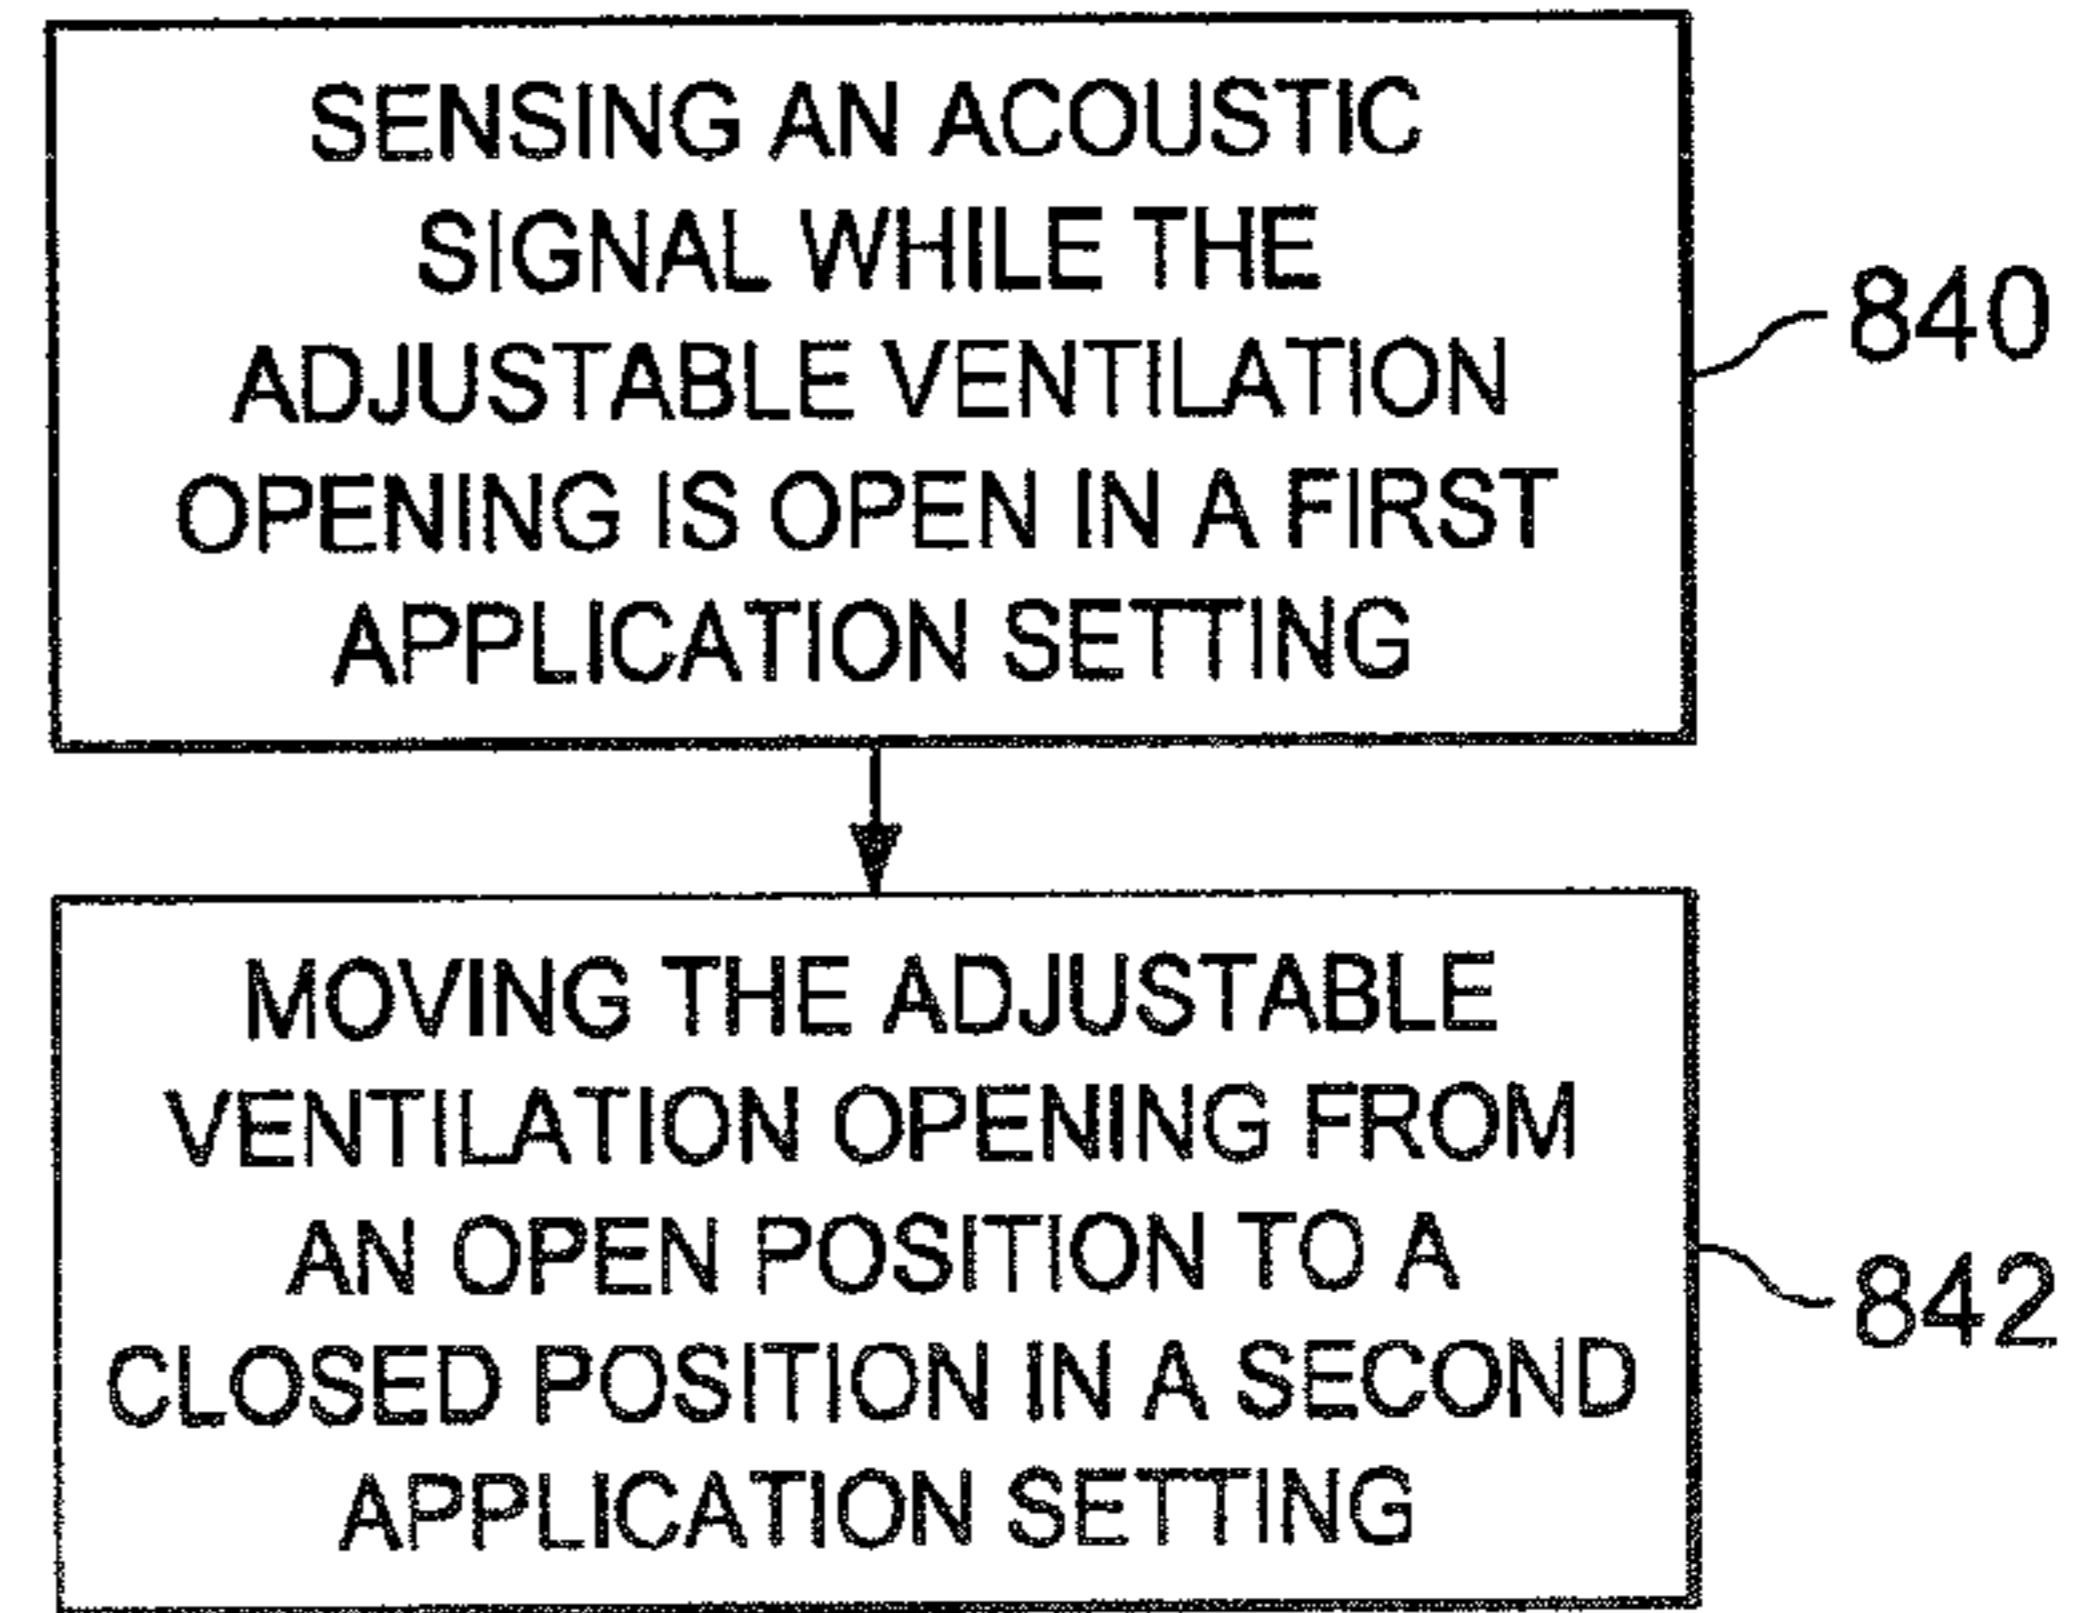 SENSING AN ACOUSTIC
SIGNAL WHILE THE
ADJUSTABLE VENTILATION
OPENING IS OPEN IN A FIRST
APPLICATION SETTING
840
MOVING THE ADJUSTABLE
VENTILATION OPENING FROM
AN OPEN POSITION TO A
CLOSED POSITION IN A SECOND
APPLICATION SETTING
842